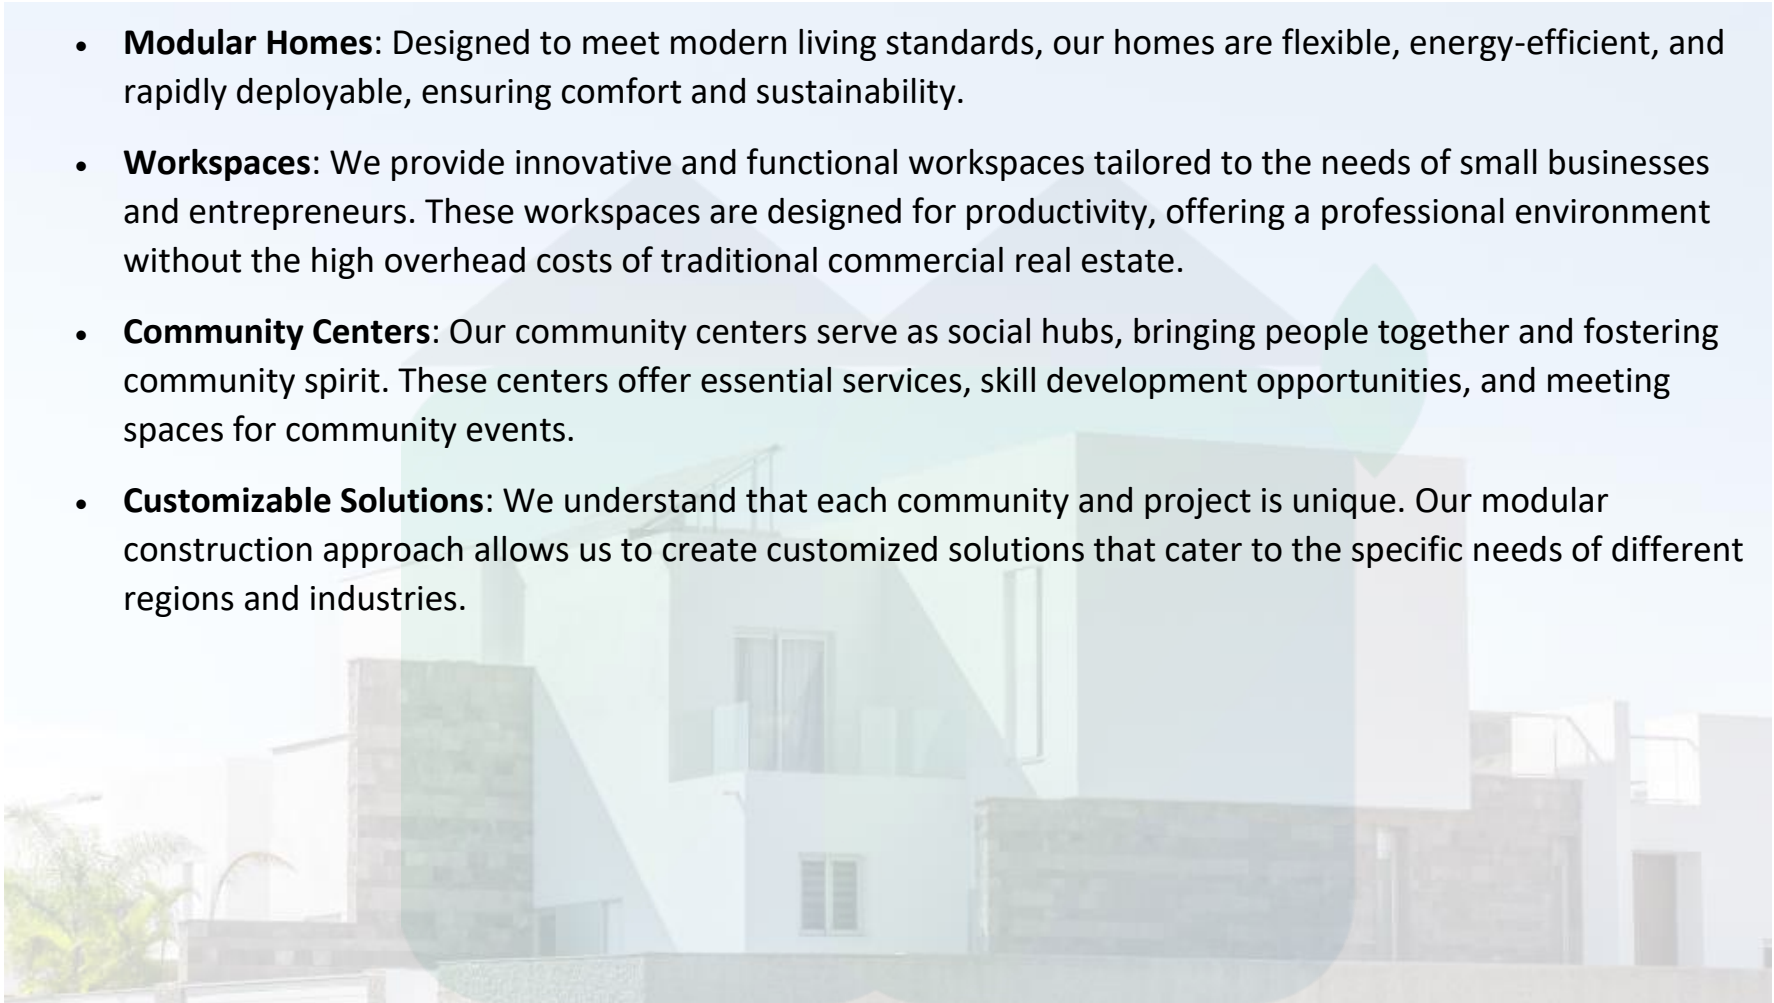 • Modular Homes: Designed to meet modern living standards, our homes are flexible, energy-efficient, and
rapidly deployable, ensuring comfort and sustainability.
• Workspaces: We provide innovative and functional workspaces tailored to the needs of small businesses
and entrepreneurs. These workspaces are designed for productivity, offering a professional environment
without the high overhead costs of traditional commercial real estate.
• Community Centers: Our community centers serve as social hubs, bringing people together and fostering
community spirit. These centers offer essential services, skill development opportunities, and meeting
spaces for community events.
• Customizable Solutions: We understand that each community and project is unique. Our modular
construction approach allows us to create customized solutions that cater to the specific needs of different
regions and industries.